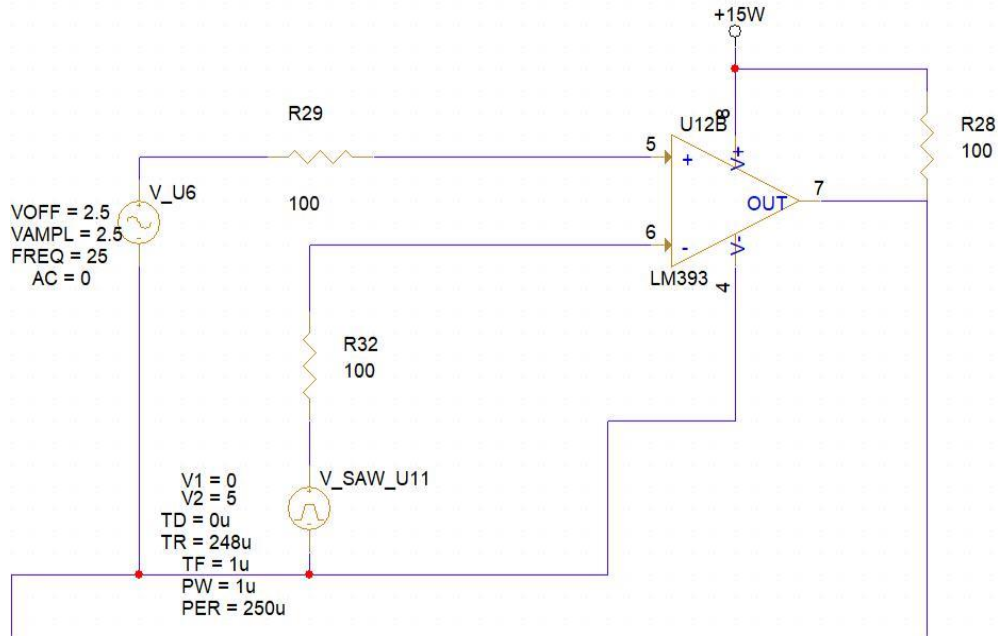 +15W
R29
100
V_U6
VOFF = 2.5
VAMPL = 2.5
FREQ = 25
AC = 0
5
+
6
-
U12B
8
V+
OUT
7
V-
4
LM393
R28
100
R32
100
V_SAW_U11
V1 = 0
V2 = 5
TD = 0u
TR = 248u
TF = 1u
PW = 1u
PER = 250u